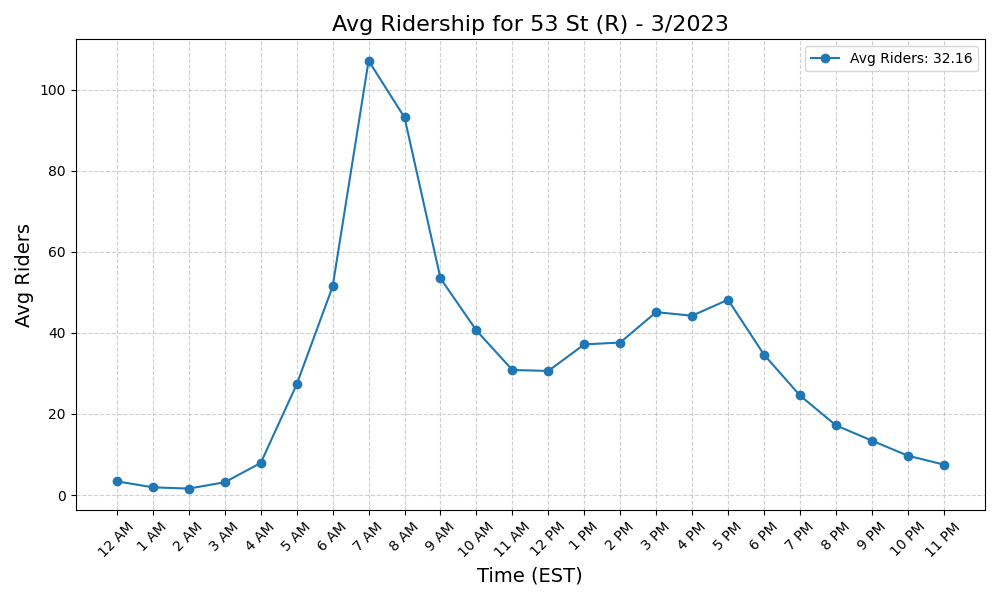 Avg Ridership for 53 St (R) - 3/2023
Avg Riders: 32.16
Avg Riders
100
80
60
40
20
0
12 AM
1 AM
2 AM
3 AM
4 AM
5 AM
6 AM
7 AM
8 AM
9 AM
10 AM
11 AM
12 PM
1 PM
2 PM
3 PM
4 PM
5 PM
6 PM
7 PM
8 PM
9 PM
10 PM
11 PM
Time (EST)